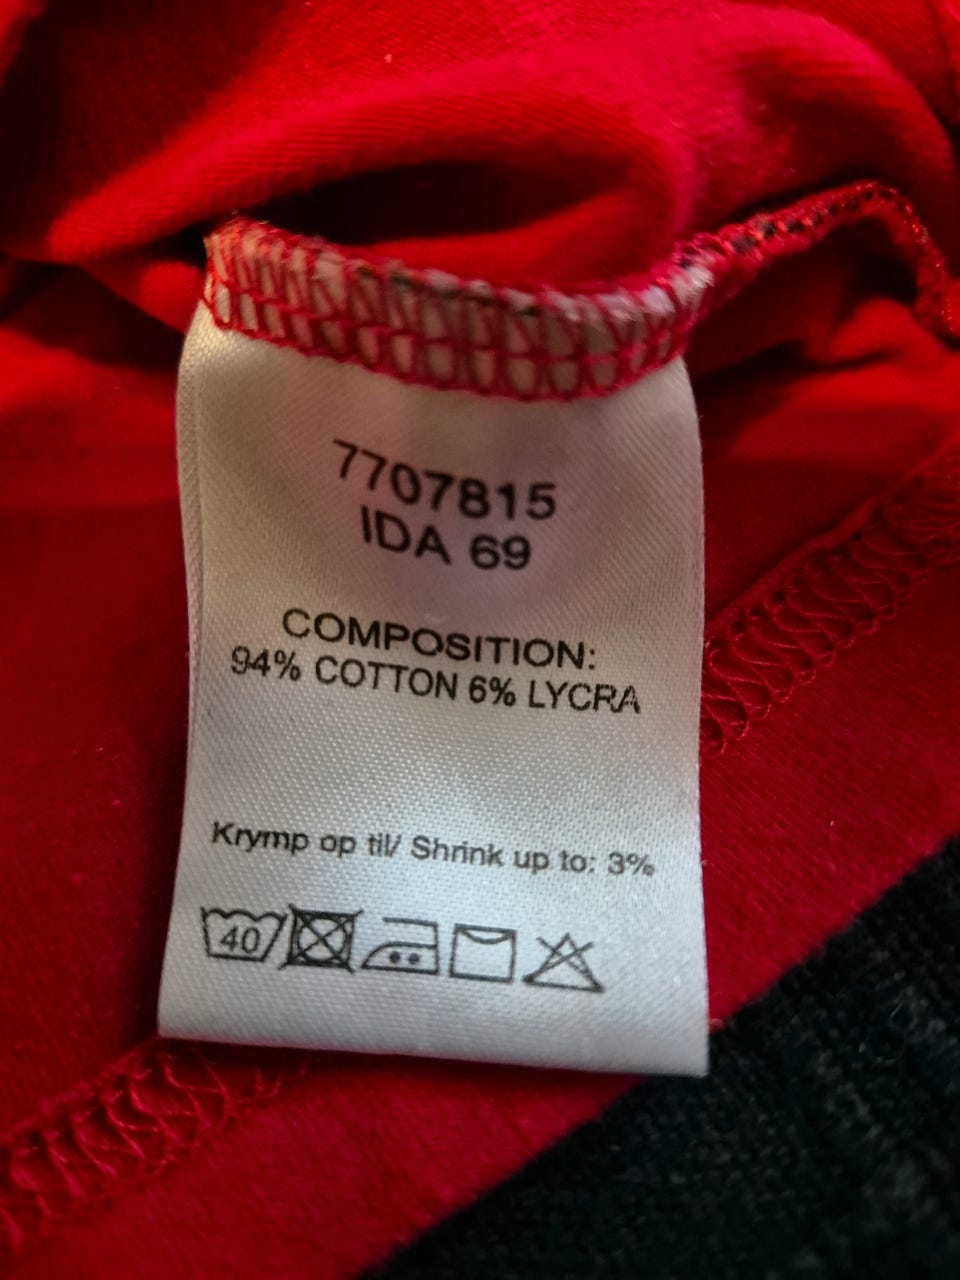 7707815
IDA 69
COMPOSITION:
94% COTTON 6% LYCRA
Krymp op til/ Shrink up to: 3%
40